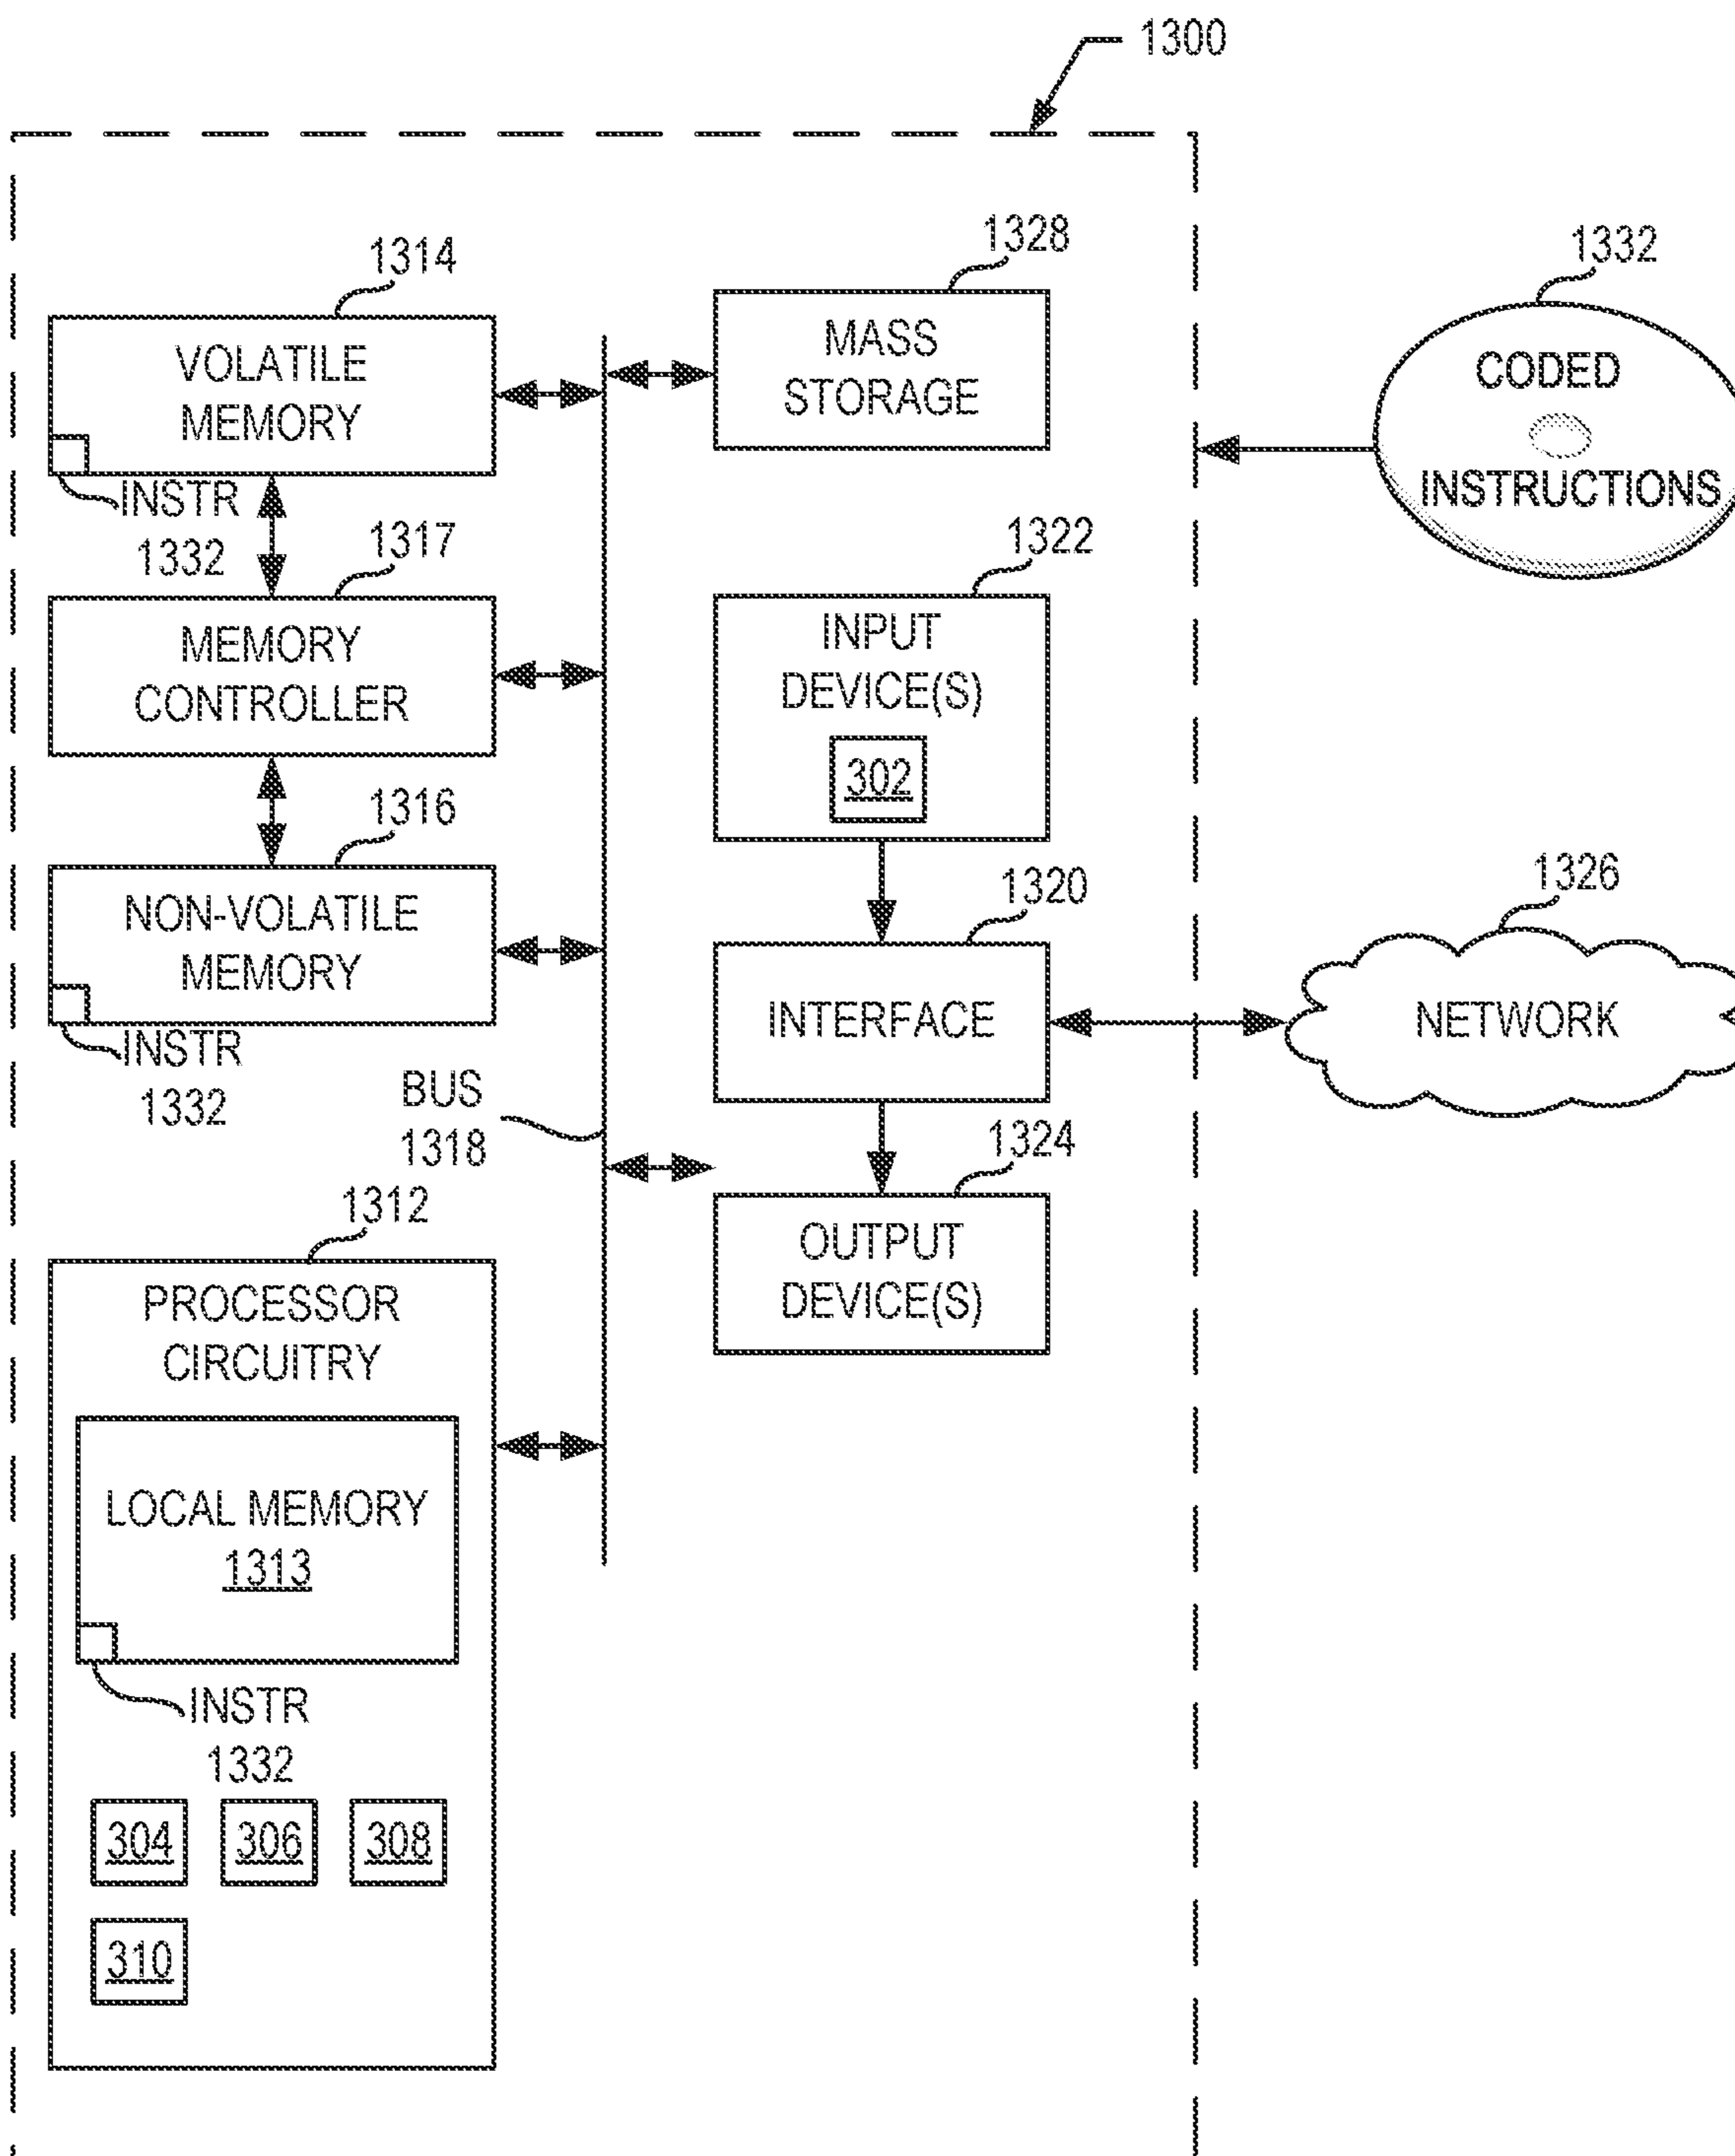 1300
1314
VOLATILE
MEMORY
INSTR
1332
1317
MEMORY
CONTROLLER
1316
NON-VOLATILE
MEMORY
INSTR
1332
BUS
1318
1312
PROCESSOR
CIRCUITRY
LOCAL MEMORY
1313
INSTR
1332
304 306 308
310
1328
MASS
STORAGE
1322
INPUT
DEVICE(S)
302
1320
INTERFACE
1324
OUTPUT
DEVICE(S)
1332
CODED
INSTRUCTIONS
1326
NETWORK